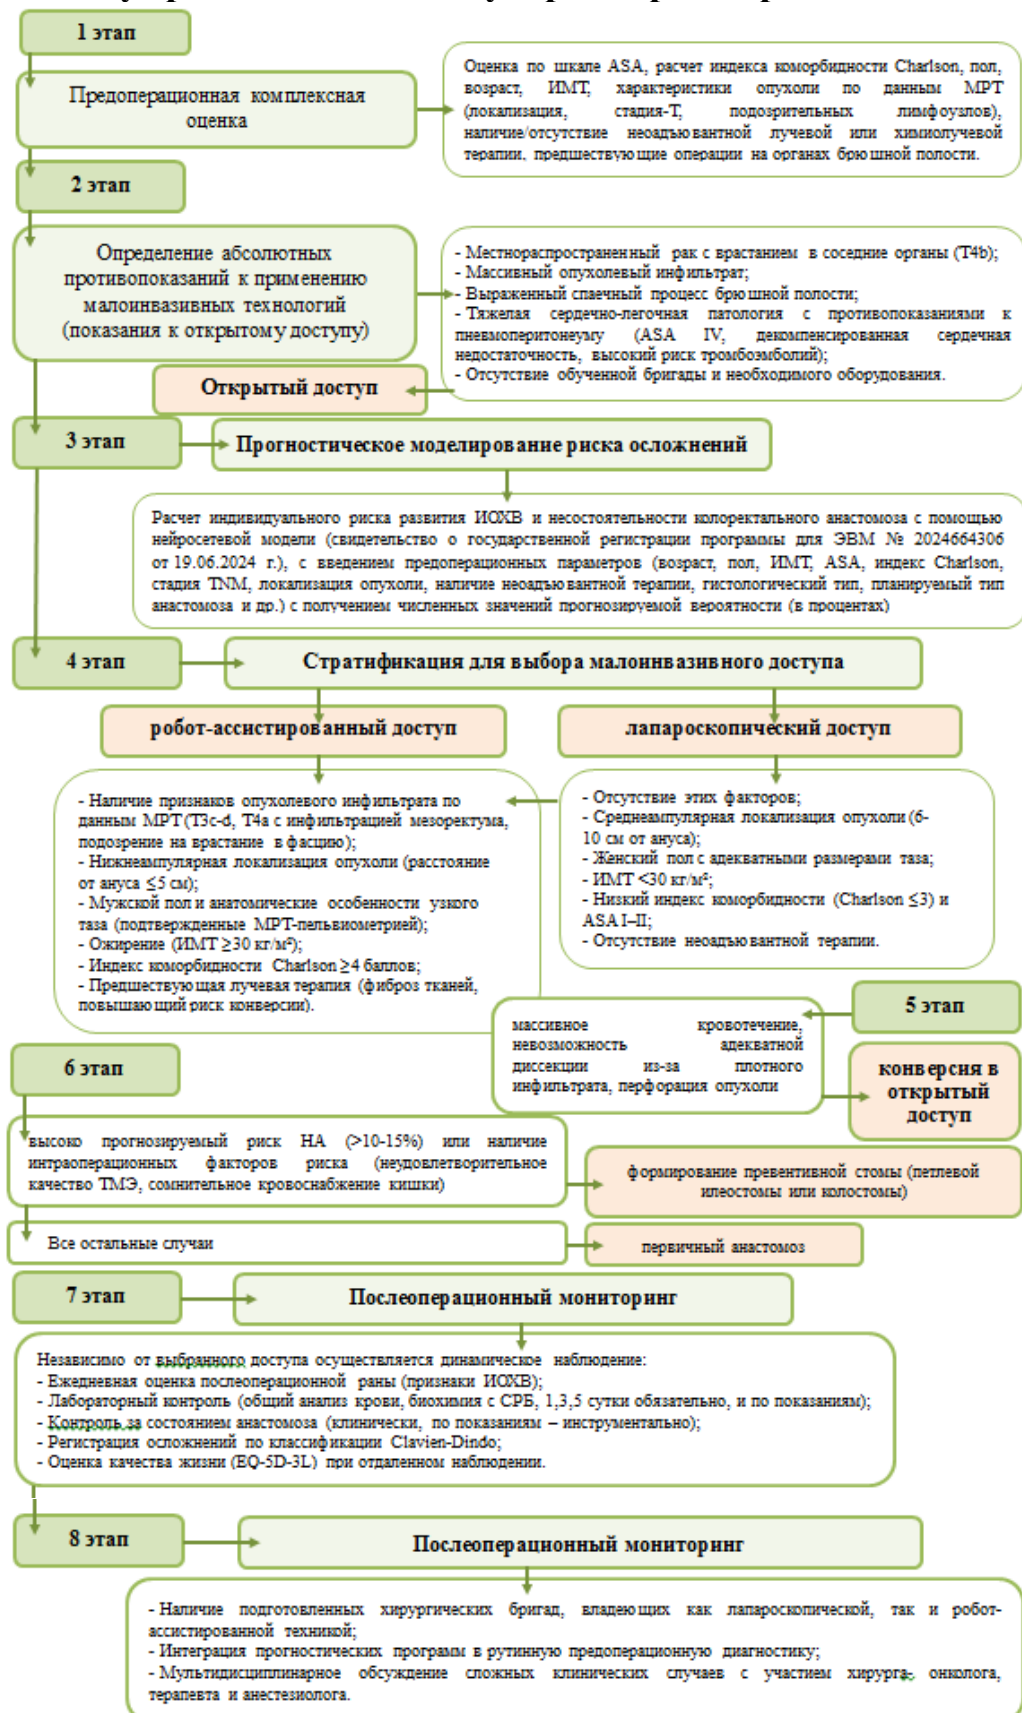 1 этап
Предоперационная комплексная
оценка
Оценка по шкале ASA, расчет индекса коморбидности Charlson, пол,
возраст, ИМТ, характеристики опухоли по данным МРТ
(локализация, стадия-Т, подозрительных лимфоузлов),
наличие/отсутствие неоадъювантной лучевой или химиолучевой
терапии, предшествующие операции на органах брюшной полости.
2 этап
Определение абсолютных
противопоказаний к применению
малоинвазивных технологий
(показания к открытому доступу)
- Местнораспространенный рак с врастанием в соседние органы (T4b);
- Массивный опухолевый инфильтрат;
- Выраженный спаечный процесс брюшной полости;
- Тяжелая сердечно-легочная патология с противопоказаниями к
пневмоперитонеуму (ASA IV, декомпенсированная сердечная
недостаточность, высокий риск тромбоэмболий);
- Отсутствие обученной бригады и необходимого оборудования.
Открытый доступ
3 этап
Прогностическое моделирование риска осложнений
Расчет индивидуального риска развития ИОХВ и несостоятельности колоректального анастомоза с помощью
нейросетевой модели (свидетельство о государственной регистрации программы для ЭВМ № 2024664306
от 19.06.2024 г.), с введением предоперационных параметров (возраст, пол, ИМТ, ASA, индекс Charlson,
стадия TNM, локализация опухоли, наличие неоадъювантной терапии, гистологический тип, планируемый тип
анастомоза и др.) с получением численных значений прогнозируемой вероятности (в процентах)
4 этап
Стратификация для выбора малоинвазивного доступа
робот-ассистированный доступ
лапароскопический доступ
- Наличие признаков опухолевого инфильтрата по
данным МРТ (T3c-d, T4a с инфильтрацией мезоректума,
подозрение на врастание в фасцию);
- Нижнеампулярная локализация опухоли (расстояние
от ануса ≤5 см);
- Мужской пол и анатомические особенности узкого
таза (подтвержденные МРТ-пельвиометрией);
- Ожирение (ИМТ ≥30 кг/м²);
- Индекс коморбидности Charlson ≥4 баллов;
- Предшествующая лучевая терапия (фиброз тканей,
повышающий риск конверсии).
- Отсутствие этих факторов;
- Среднеампулярная локализация опухоли (6-
10 см от ануса);
- Женский пол с адекватными размерами таза;
- ИМТ <30 кг/м²;
- Низкий индекс коморбидности (Charlson ≤3) и
ASA I–II;
- Отсутствие неоадъювантной терапии.
5 этап
массивное кровотечение,
невозможность адекватной
диссекции из-за плотного
инфильтрата, перфорация опухоли
конверсия в
открытый
доступ
6 этап
высоко прогнозируемый риск НА (>10-15%) или наличие
интраоперационных факторов риска (неудовлетворительное
качество ТМЭ, сомнительное кровоснабжение кишки)
формирование превентивной стомы (петлевой
илеостомы или колостомы)
Все остальные случаи
первичный анастомоз
7 этап
Послеоперационный мониторинг
Независимо от выбранного доступа осуществляется динамическое наблюдение:
- Ежедневная оценка послеоперационной раны (признаки ИОХВ);
- Лабораторный контроль (общий анализ крови, биохимия с СРБ, 1,3,5 сутки обязательно, и по показаниям);
- Контроль за состоянием анастомоза (клинически, по показаниям – инструментально);
- Регистрация осложнений по классификации Clavien-Dindo;
- Оценка качества жизни (EQ-5D-3L) при отдаленном наблюдении.
8 этап
Послеоперационный мониторинг
- Наличие подготовленных хирургических бригад, владеющих как лапароскопической, так и робот-
ассистированной техникой;
- Интеграция прогностических программ в рутинную предоперационную диагностику;
- Мультидисциплинарное обсуждение сложных клинических случаев с участием хирурга- онколога,
терапевта и анестезиолога.